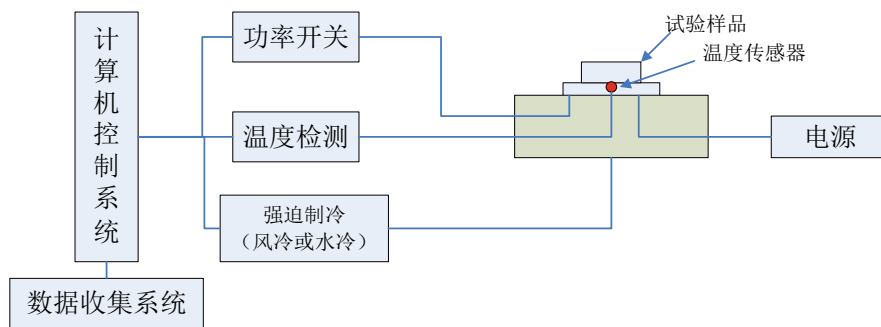 计算机控制系统
功率开关
试验样品
温度传感器
温度检测
电源
强迫制冷
（风冷或水冷）
数据收集系统